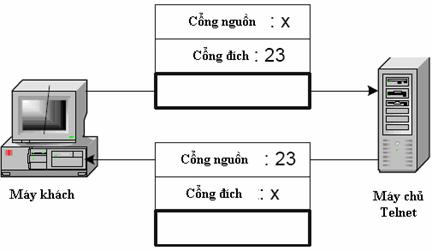 Cổng nguồn : x
Cổng đích : 23
Cổng nguồn : 23
Cổng đích : x
Máy khách
Máy chủ
Telnet